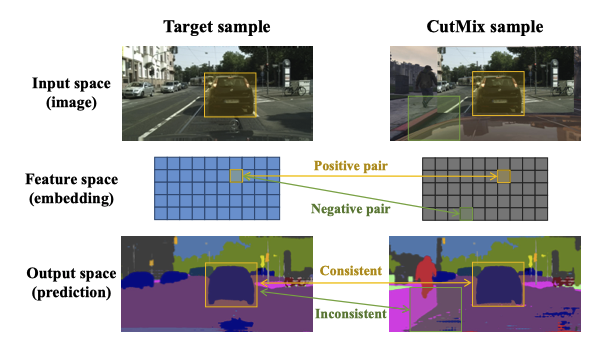 Target sample
CutMix sample
Input space
(image)
Feature space
(embedding)
Positive pair
Negative pair
Output space
(prediction)
Consistent
Inconsistent